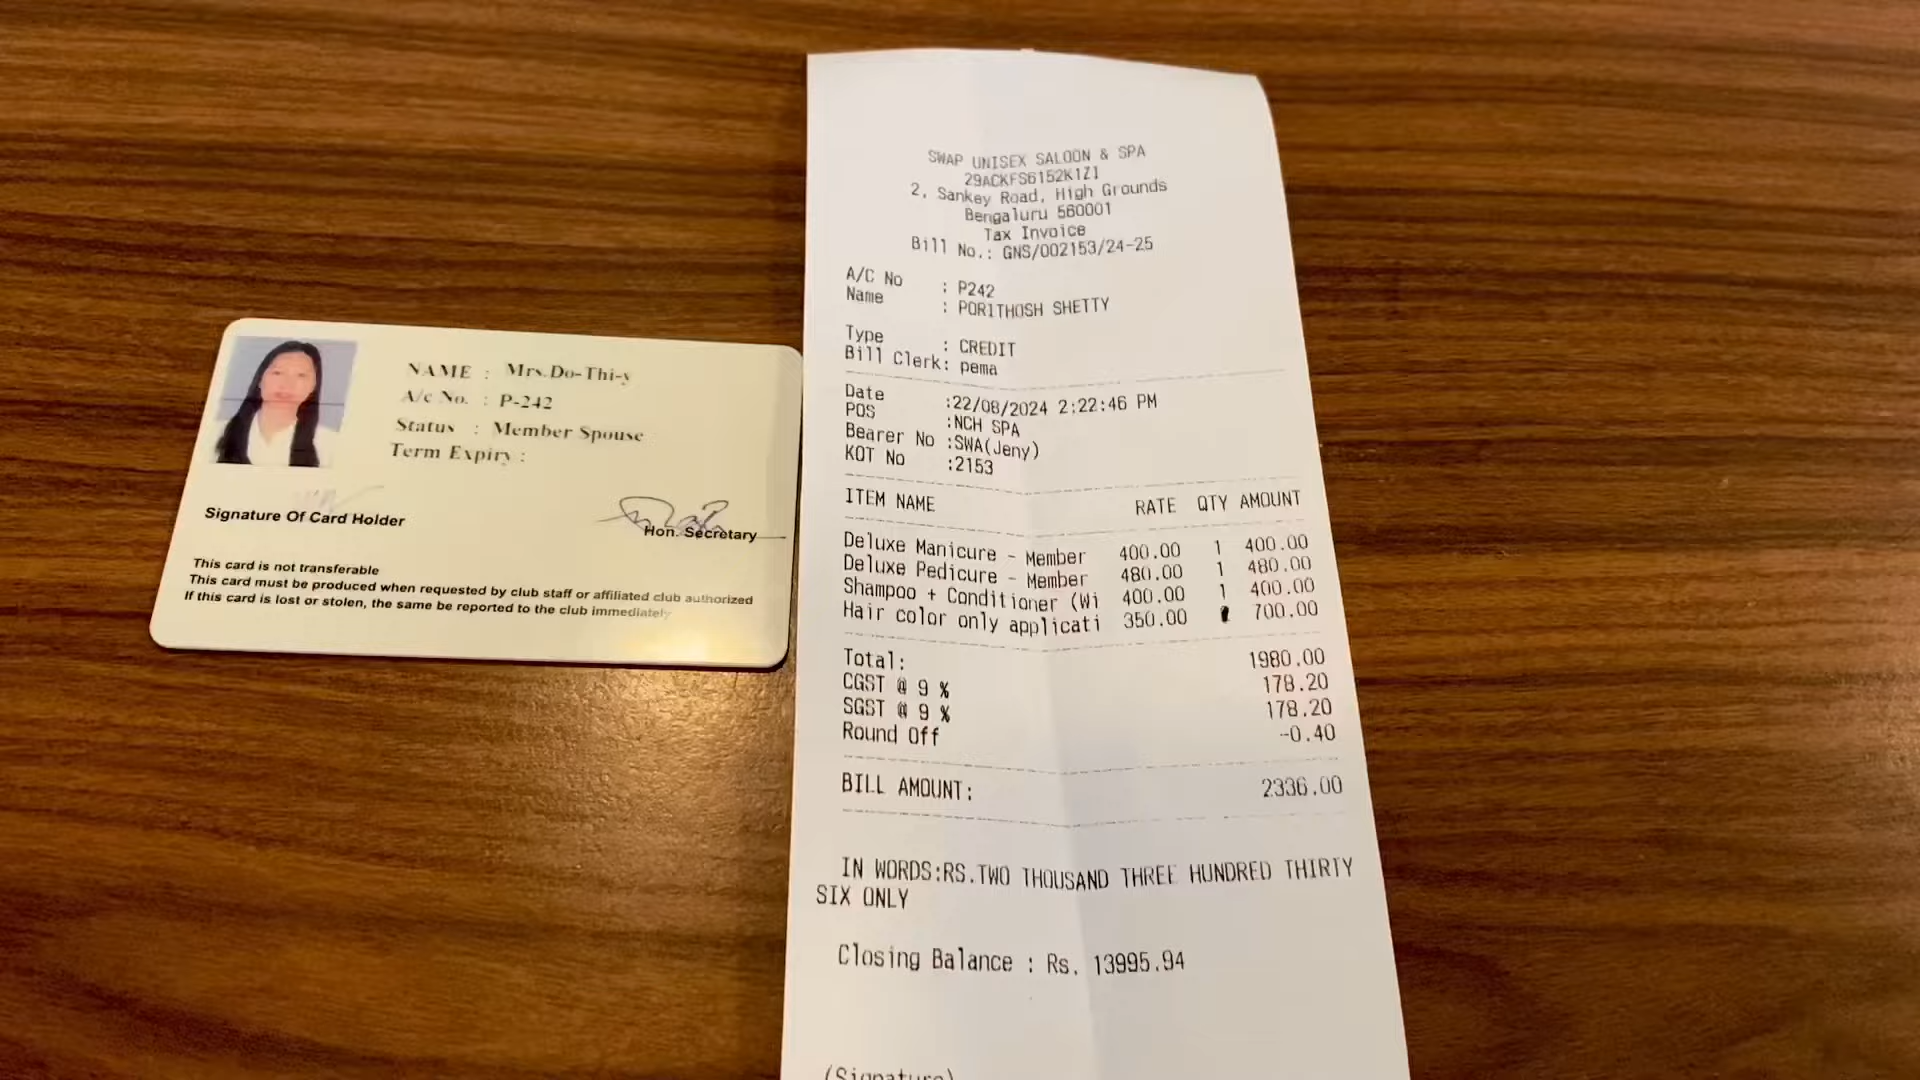 NAME : Mrs.Do-Thi-y
A/c No. : P-242
Status : Member Spouse
Term Expiry :
Signature Of Card Holder
Hon. Secretary
This card is not transferable
This card must be produced when requested by club staff or affiliated club authorized
If this card is lost or stolen, the same be reported to the club immediately
SWAP UNISEX SALOON & SPA
29ACKFS6152K1Z1
2, Sankey Road, High Grounds
Bengaluru 560001
Tax Invoice
Bill No.: GNS/002153/24-25
A/C No : P242
Name : PORITHOSH SHETTY
Type : CREDIT
Bill Clerk: pema
Date :22/08/2024 2:22:46 PM
POS :NCH SPA
Bearer No :SWA(Jeny)
KOT No :2153
ITEM NAME RATE QTY AMOUNT
Deluxe Manicure - Member 400.00 1 400.00
Deluxe Pedicure - Member 480.00 1 480.00
Shampoo + Conditioner (Wi 400.00 1 400.00
Hair color only applicati 350.00 700.00
Total: 1980.00
CGST @ 9 % 178.20
SGST @ 9 % 178.20
Round Off -0.40
BILL AMOUNT: 2336.00
IN WORDS:RS.TWO THOUSAND THREE HUNDRED THIRTY
SIX ONLY
Closing Balance : Rs. 13995.94
(Signature)